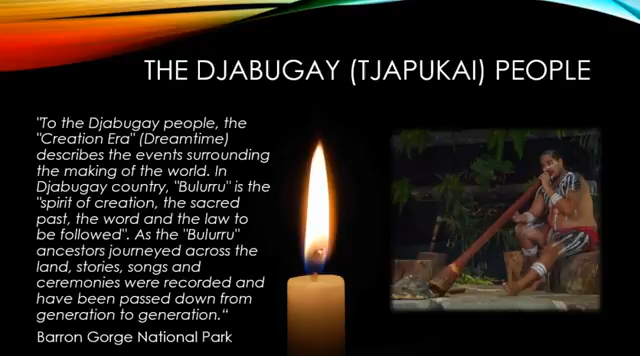 THE DJABUGAY (TJAPUKAI) PEOPLE
"To the Djabugay people, the
"Creation Era" (Dreamtime)
describes the events surrounding
the making of the world. In
Djabugay country, "Bulurru" is the
"spirit of creation, the sacred
past, the word and the law to
be followed". As the "Bulurru"
ancestors journeyed across the
land, stories, songs and
ceremonies were recorded and
have been passed down from
generation to generation."
Barron Gorge National Park